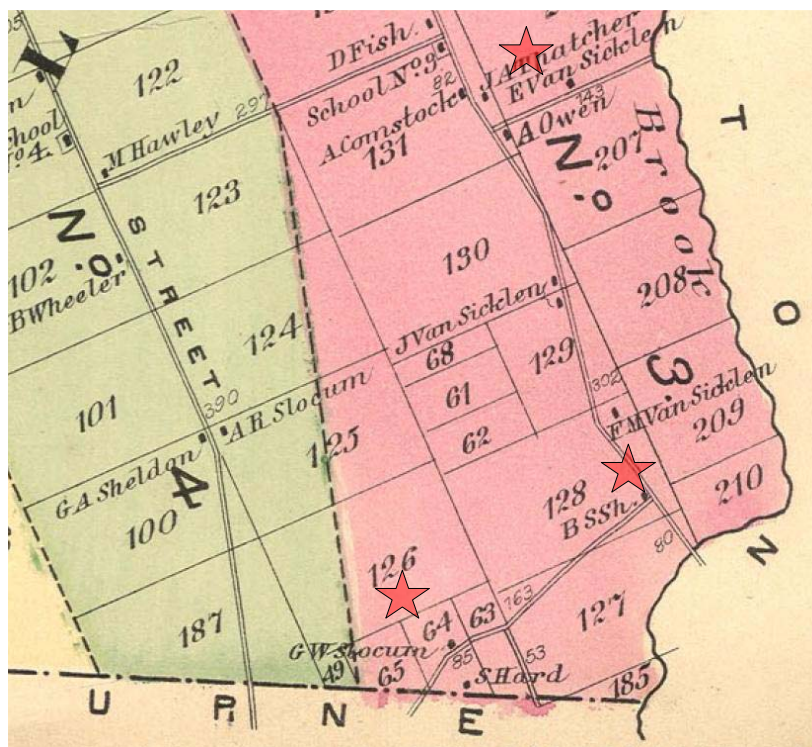 122
D Fish.
School Nº 9
82
E Van Sicklen
143
A Owen
Nº
207
Brook
T
O
N
297
M Hawley
A Comstock
131
chool
Nº 4.
123
STREET
Nº
102
B Wheeler
130
208
J Van Sicklen
124
68
129
61
302
3.
F M Van Sicklen
209
101
390
A R Slocum
62
G A Sheldon
4
125
128
210
B S Sh.
100
80
126
187
63
163
127
64
G W Slocum
85
53
49
65
S Hard
185
U P. N E